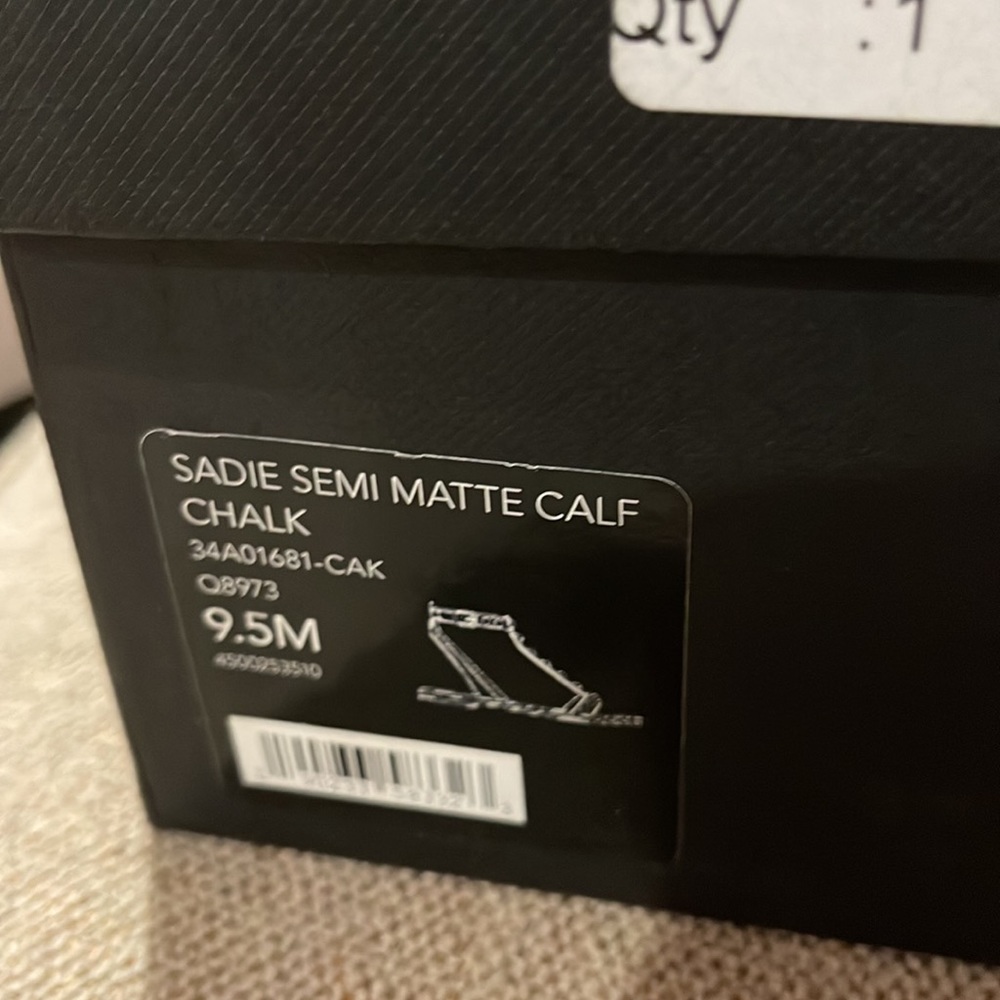 Qty : 1
SADIE SEMI MATTE CALF
CHALK
34A01681-CAK
Q8973
9.5M
4500253510